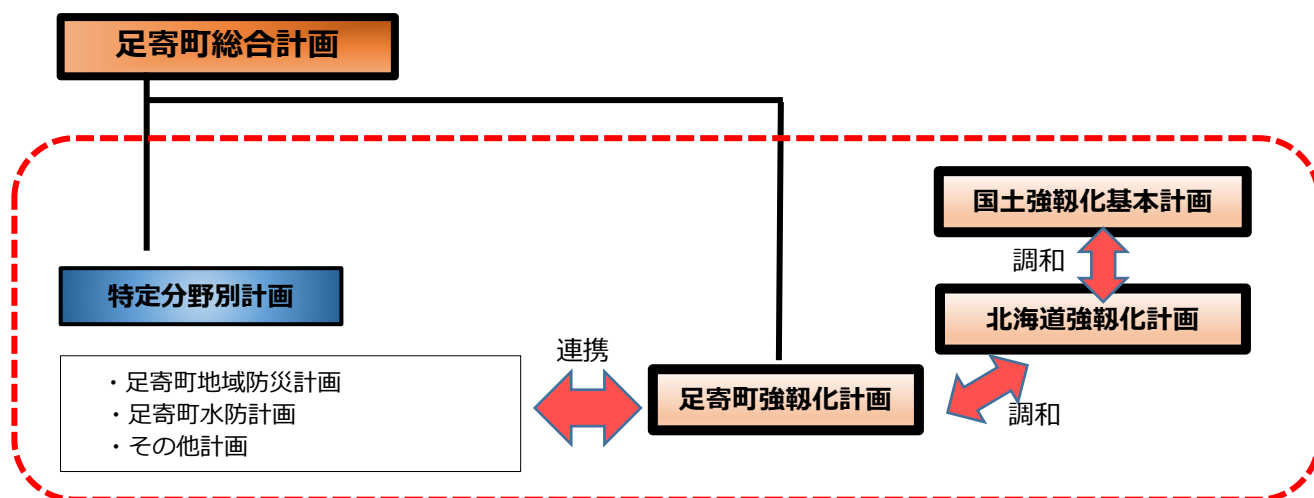 足寄町総合計画
国土強靱化基本計画
調和
特定分野別計画
北海道強靱化計画
連携
・足寄町地域防災計画
・足寄町水防計画
・その他計画
足寄町強靱化計画
調和